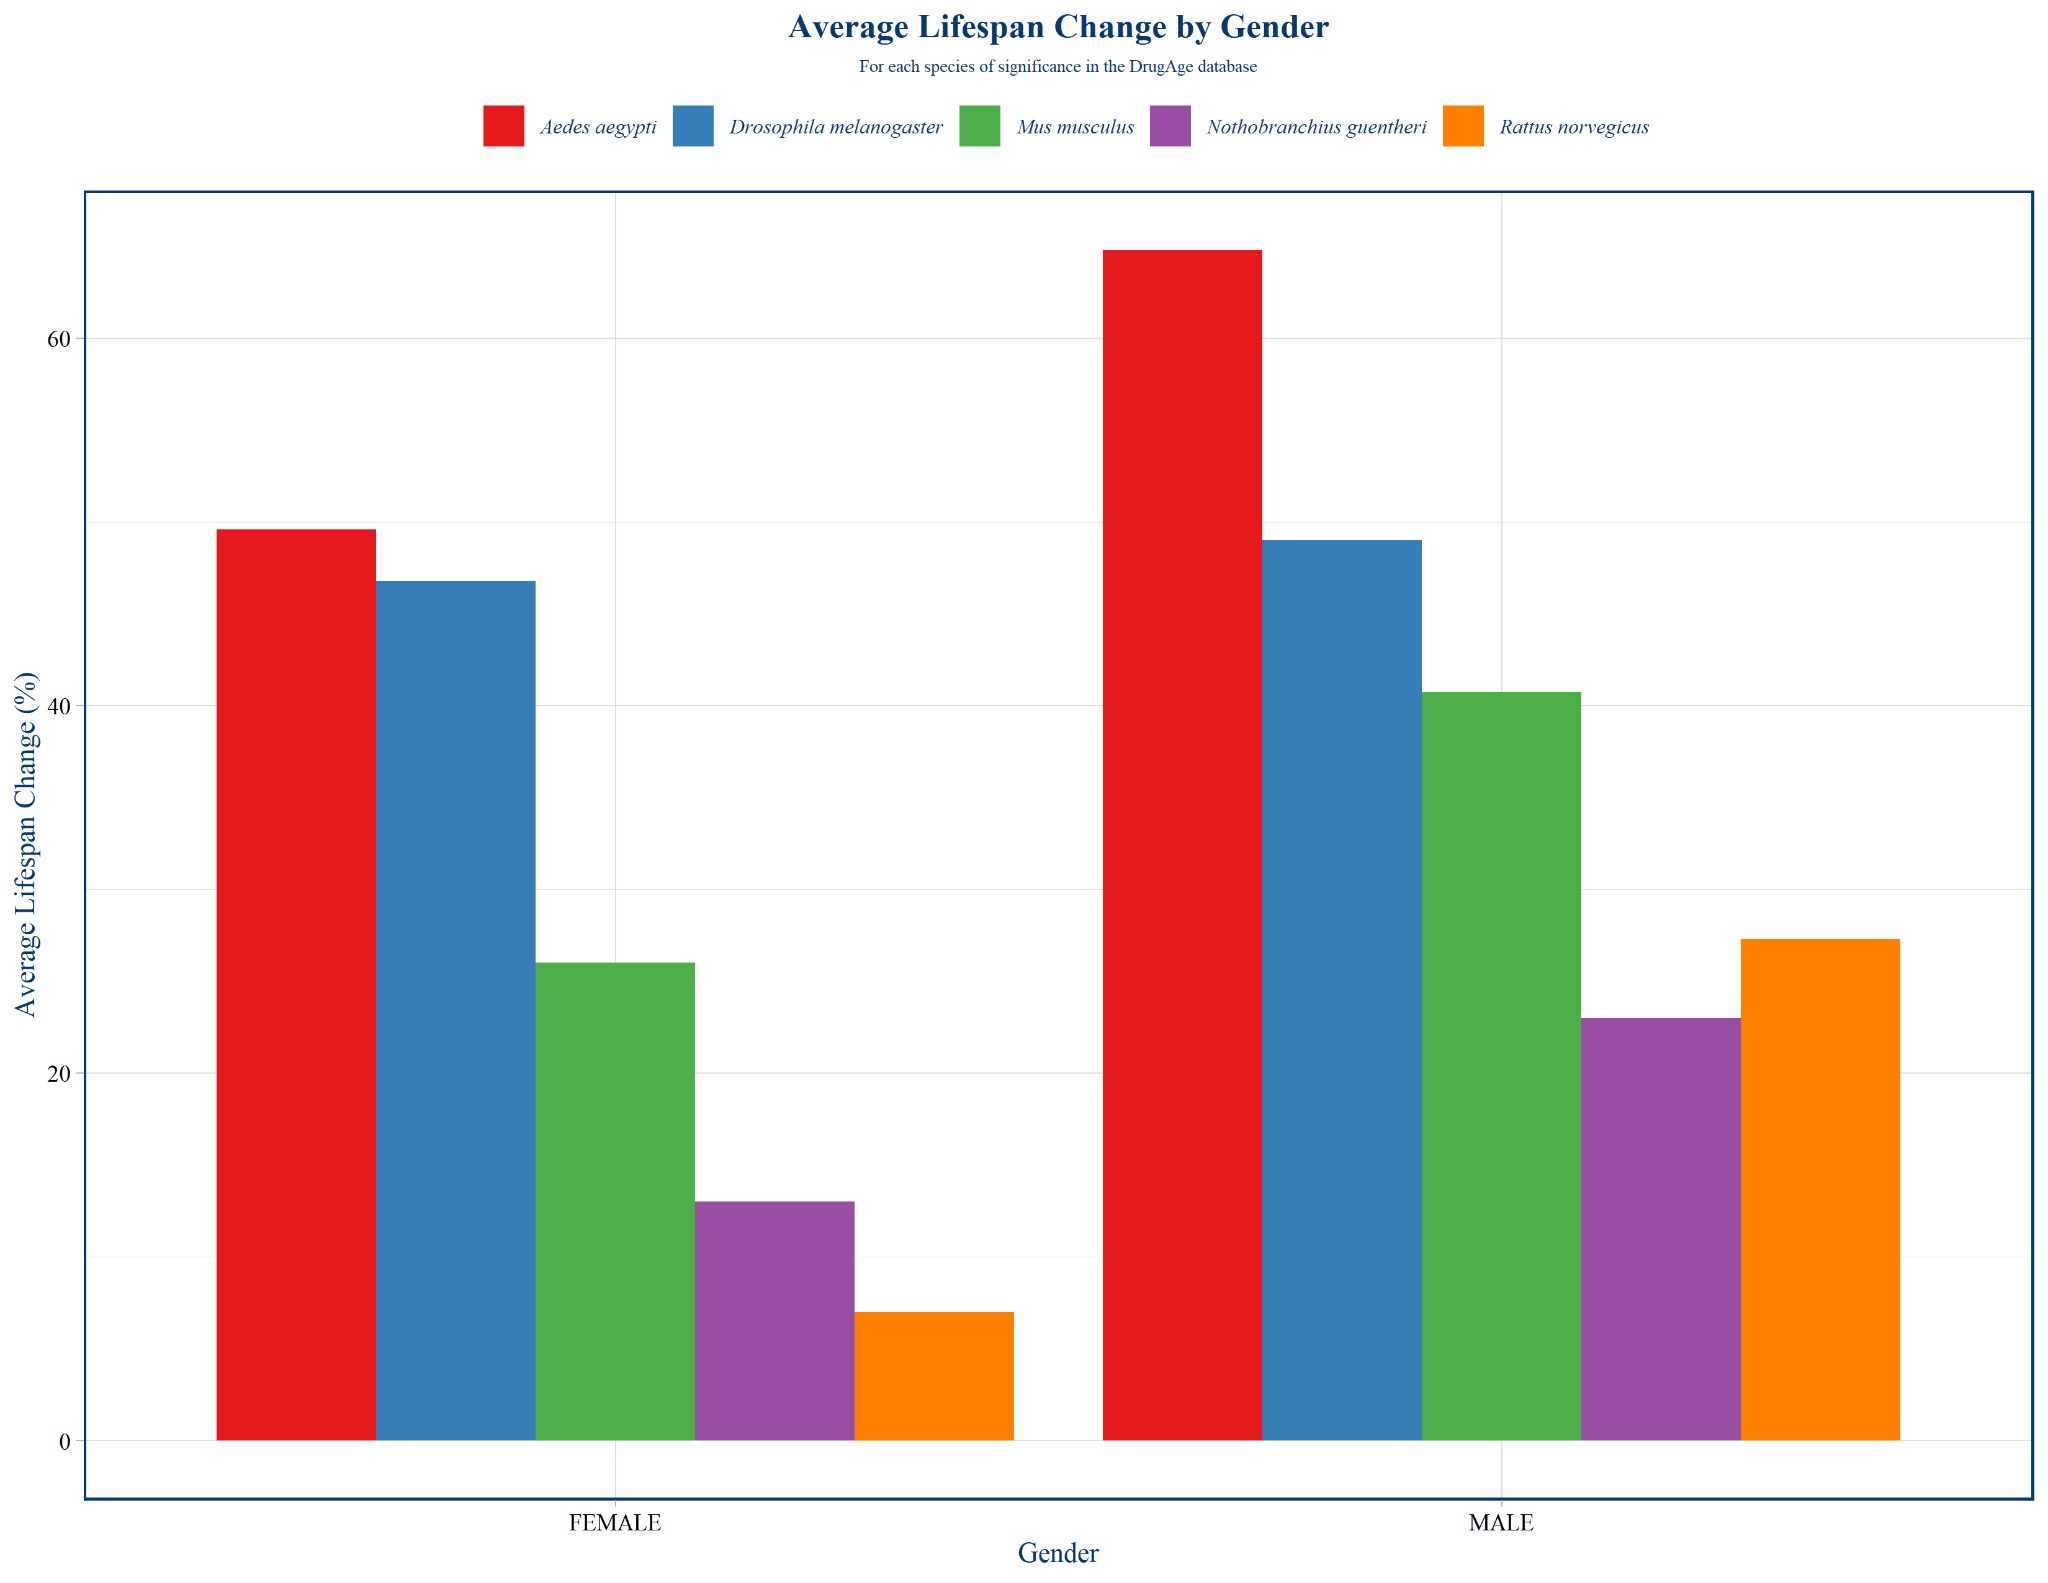 Average Lifespan Change by Gender
For each species of significance in the DrugAge database
Aedes aegypti Drosophila melanogaster Mus musculus Nothobranchius guentheri Rattus norvegicus
Average Lifespan Change (%)
60
40
20
0
FEMALE MALE
Gender